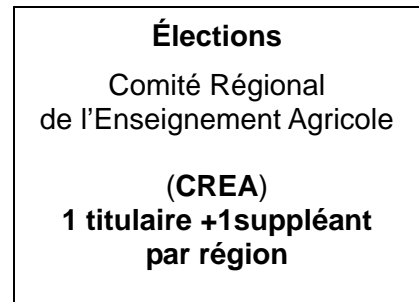 Élections
Comité Régional
de l'Enseignement Agricole
(CREA)
1 titulaire +1suppléant
par région